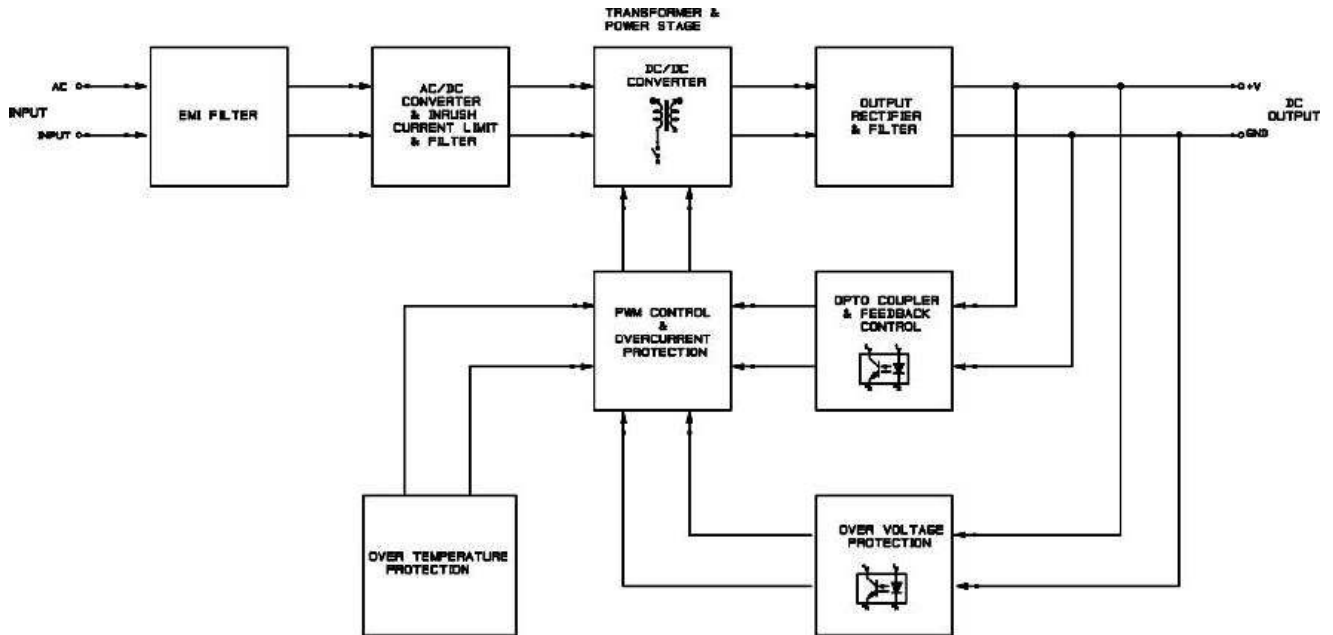 TRANSFORMER &
POWER STAGE
AC
INPUT
INPUT
EMI FILTER
AC/DC
CONVERTER
& INRUSH
CURRENT LIMIT
& FILTER
DC/DC
CONVERTER
OUTPUT
RECTIFIER
& FILTER
+V
DC
OUTPUT
GND
PWM CONTROL
&
OVERCURRENT
PROTECTION
OPTO COUPLER
& FEEDBACK
CONTROL
OVER TEMPERATURE
PROTECTION
OVER VOLTAGE
PROTECTION